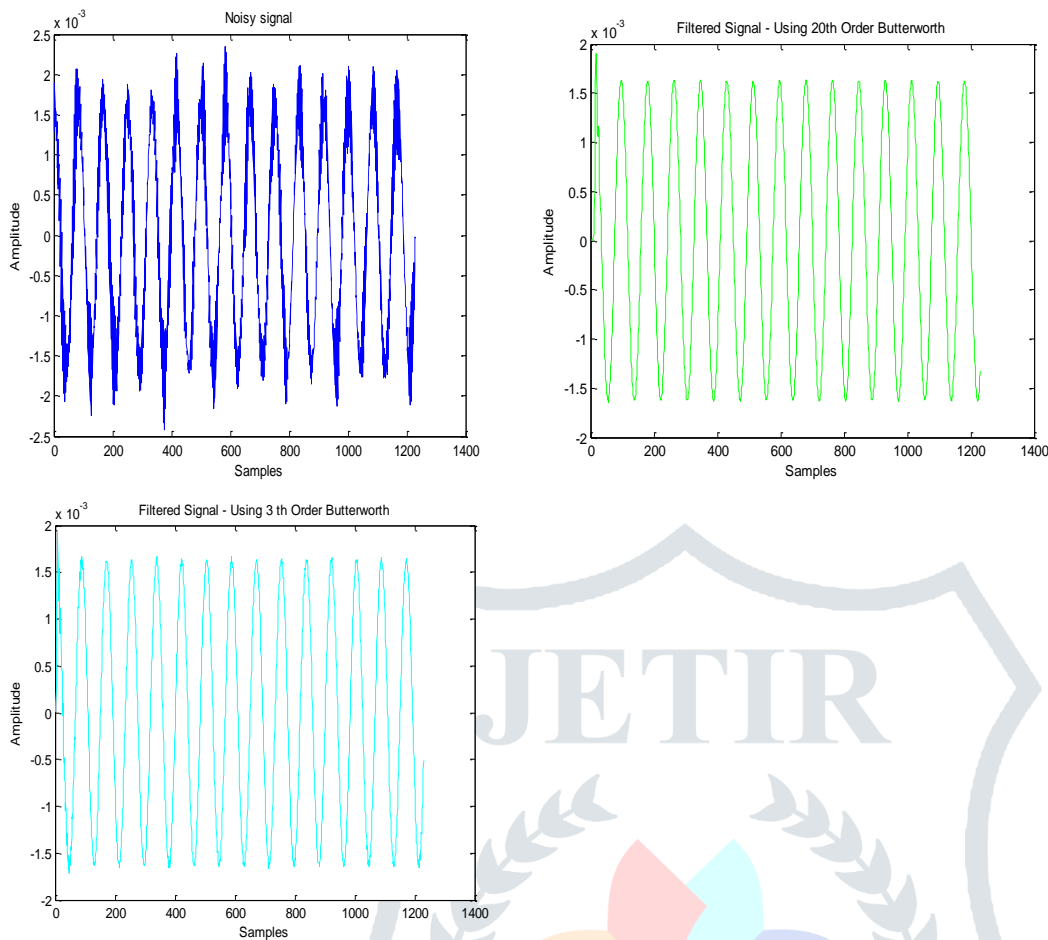 Noisy signal
x 10⁻³
2.5
2
1.5
1
0.5
0
-0.5
-1
-1.5
-2
-2.5
Amplitude
0 200 400 600 800 1000 1200 1400
Samples
Filtered Signal - Using 20th Order Butterworth
x 10⁻³
2
1.5
1
0.5
0
-0.5
-1
-1.5
-2
Amplitude
0 200 400 600 800 1000 1200 1400
Samples
Filtered Signal - Using 3 th Order Butterworth
x 10⁻³
2
1.5
1
0.5
0
-0.5
-1
-1.5
-2
Amplitude
0 200 400 600 800 1000 1200 1400
Samples
JETIR